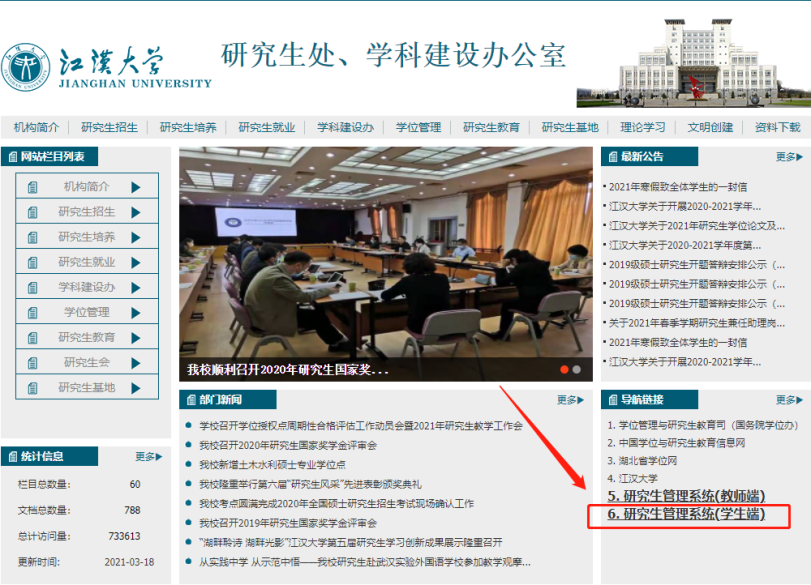 江漢大学
JIANGHAN UNIVERSITY
研究生处、学科建设办公室
机构简介 研究生招生 研究生培养 研究生就业 学科建设办 学位管理 研究生教育 研究生基地 理论学习 文明创建 资料下载
网站栏目列表
机构简介
研究生招生
研究生培养
研究生就业
学科建设办
学位管理
研究生教育
研究生会
研究生基地
统计信息 更多
栏目总数量: 60
文档总数量: 788
总计访问量: 733613
更新时间: 2021-03-18
我校顺利召开2020年研究生国家奖...
部门新闻 更多
学校召开学位授权点周期性合格评估工作动员会暨2021年研究生教学工作会
我校召开2020年研究生国家奖学金评审会
我校新增土木水利硕士专业学位点
我校隆重举行第六届“研究生风采”先进表彰颁奖典礼
我校考点圆满完成2020年全国硕士研究生招生考试现场确认工作
我校召开2019年研究生国家奖学金评审会
“湖畔聆诗 湖畔光影”江汉大学第五届研究生学习创新成果展示隆重召开
从实践中学 从示范中悟——我校研究生赴武汉实验外国语学校参加教学观摩...
最新公告 更多
2021年寒假致全体学生的一封信
江汉大学关于开展2020-2021学年...
江汉大学关于2021年研究生学位论文及...
江汉大学关于2020-2021学年度第...
2019级硕士研究生开题答辩安排公示（...
2019级硕士研究生开题答辩安排公示（...
2019级硕士研究生开题答辩安排公示（...
关于2021年春季学期研究生兼任助理岗...
2021年寒假致全体学生的一封信
江汉大学关于开展2020-2021学年...
导航链接 更多
1. 学位管理与研究生教育司（国务院学位办）
2. 中国学位与研究生教育信息网
3. 湖北省学位网
4. 江汉大学
5. 研究生管理系统(教师端)
6. 研究生管理系统(学生端)